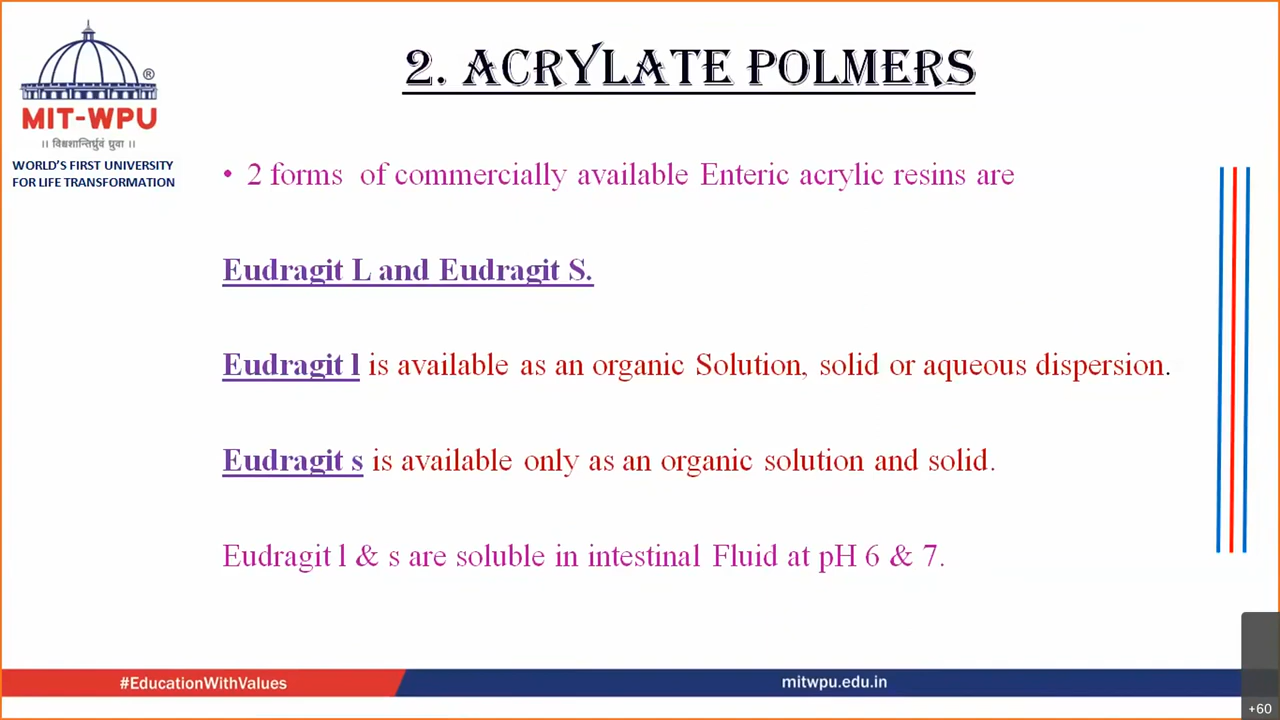 2. ACRYLATE POLMERS
®
MIT-WPU
।। विश्वशान्तिर्ध्रुवं ध्रुवा ।।
WORLD'S FIRST UNIVERSITY
FOR LIFE TRANSFORMATION
• 2 forms of commercially available Enteric acrylic resins are
Eudragit L and Eudragit S.
Eudragit l is available as an organic Solution, solid or aqueous dispersion.
Eudragit s is available only as an organic solution and solid.
Eudragit l & s are soluble in intestinal Fluid at pH 6 & 7.
#EducationWithValues
mitwpu.edu.in
+60